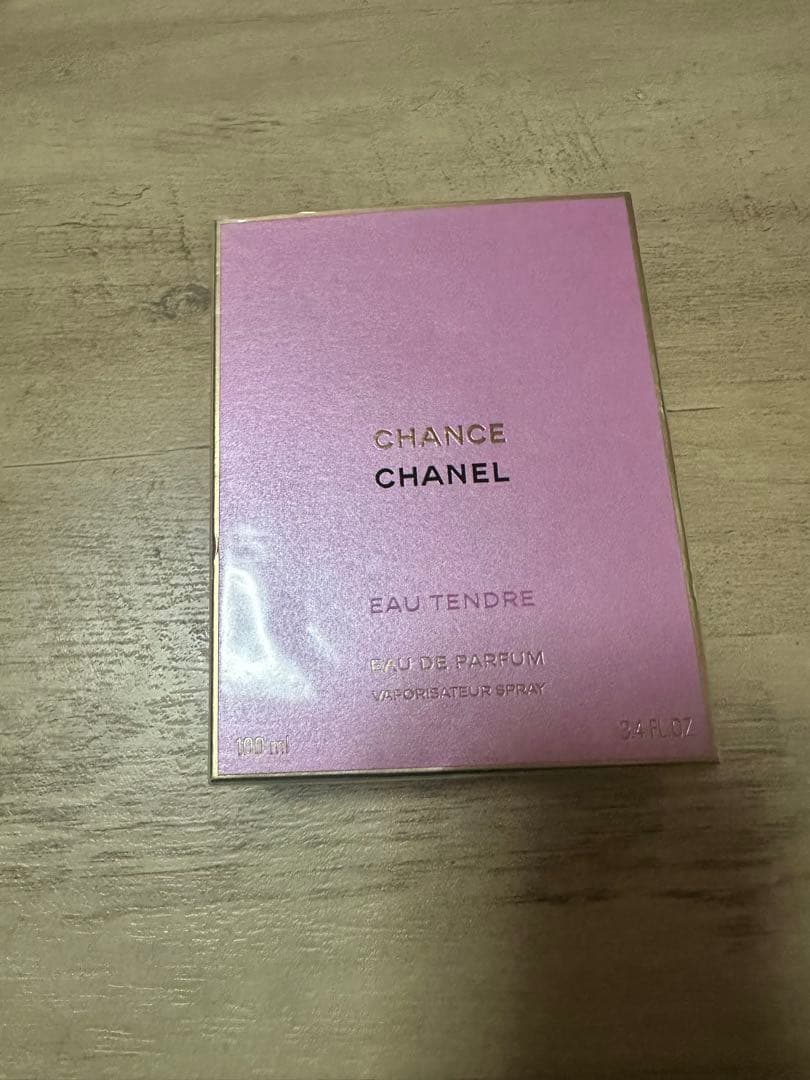 CHANCE
CHANEL
EAU TENDRE
EAU DE PARFUM
VAPORISATEUR SPRAY
100 ml
3.4 FL. OZ